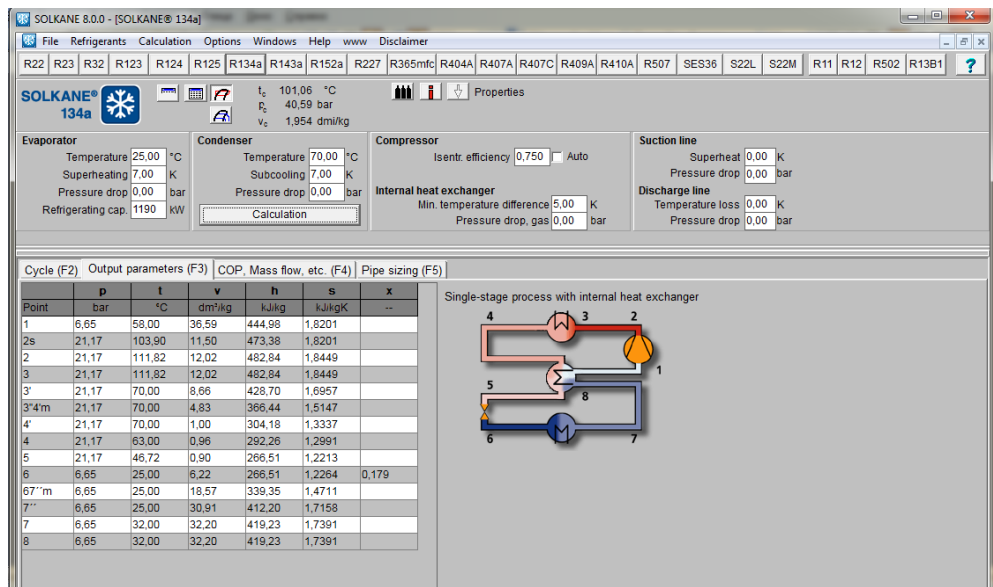 SOLKANE 8.0.0 - [SOLKANE® 134a]
File Refrigerants Calculation Options Windows Help www Disclaimer
R22 R23 R32 R123 R124 R125 R134a R143a R152a R227 R365mfc R404A R407A R407C R409A R410A R507 SES36 S22L S22M R11 R12 R502 R13B1 ?
SOLKANE®
134a
tc 101,06 °C
pc 40,59 bar
vc 1,954 dmi/kg
Properties
Evaporator
Temperature 25,00 °C
Superheating 7,00 K
Pressure drop 0,00 bar
Refrigerating cap. 1190 kW
Condenser
Temperature 70,00 °C
Subcooling 7,00 K
Pressure drop 0,00 bar
Calculation
Compressor
Isentr. efficiency 0,750 Auto
Internal heat exchanger
Min. temperature difference 5,00 K
Pressure drop, gas 0,00 bar
Suction line
Superheat 0,00 K
Pressure drop 0,00 bar
Discharge line
Temperature loss 0,00 K
Pressure drop 0,00 bar
Cycle (F2) Output parameters (F3) COP, Mass flow, etc. (F4) Pipe sizing (F5)
p t v h s x
Point bar °C dm³/kg kJ/kg kJ/kgK --
1 6,65 58,00 36,59 444,98 1,8201
2s 21,17 103,90 11,50 473,38 1,8201
2 21,17 111,82 12,02 482,84 1,8449
3 21,17 111,82 12,02 482,84 1,8449
3' 21,17 70,00 8,66 428,70 1,6957
3"4'm 21,17 70,00 4,83 366,44 1,5147
4' 21,17 70,00 1,00 304,18 1,3337
4 21,17 63,00 0,96 292,26 1,2991
5 21,17 46,72 0,90 266,51 1,2213
6 6,65 25,00 6,22 266,51 1,2264 0,179
67´´m 6,65 25,00 18,57 339,35 1,4711
7´´ 6,65 25,00 30,91 412,20 1,7158
7 6,65 32,00 32,20 419,23 1,7391
8 6,65 32,00 32,20 419,23 1,7391
Single-stage process with internal heat exchanger
4 3 2
1
5
8
6 7